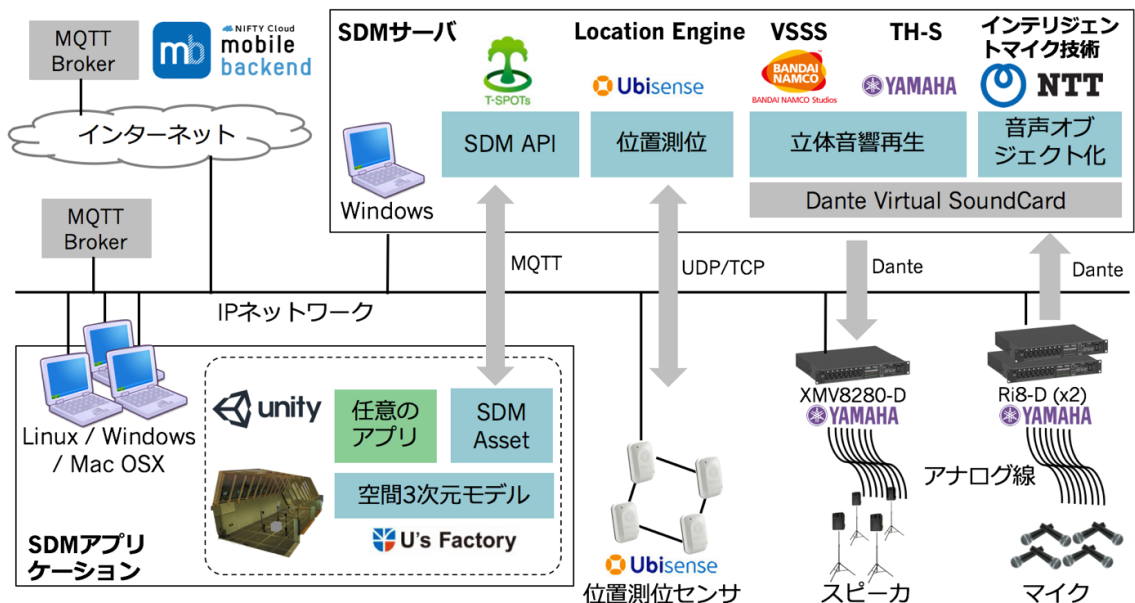 MQTT
Broker
NIFTY Cloud
mobile
backend
mb
インターネット
MQTT
Broker
SDMサーバ
Location Engine
VSSS
TH-S
インテリジェン
トマイク技術
T-SPOTs
Ubisense
BANDAI
NAMCO
BANDAI NAMCO Studios
YAMAHA
NTT
Windows
SDM API
位置測位
立体音響再生
音声オブ
ジェクト化
Dante Virtual SoundCard
MQTT
UDP/TCP
Dante
Dante
IPネットワーク
Linux / Windows
/ Mac OSX
unity
任意の
アプリ
SDM
Asset
空間3次元モデル
U's Factory
SDMアプリ
ケーション
Ubisense
位置測位センサ
XMV8280-D
YAMAHA
スピーカ
Ri8-D (x2)
YAMAHA
アナログ線
マイク